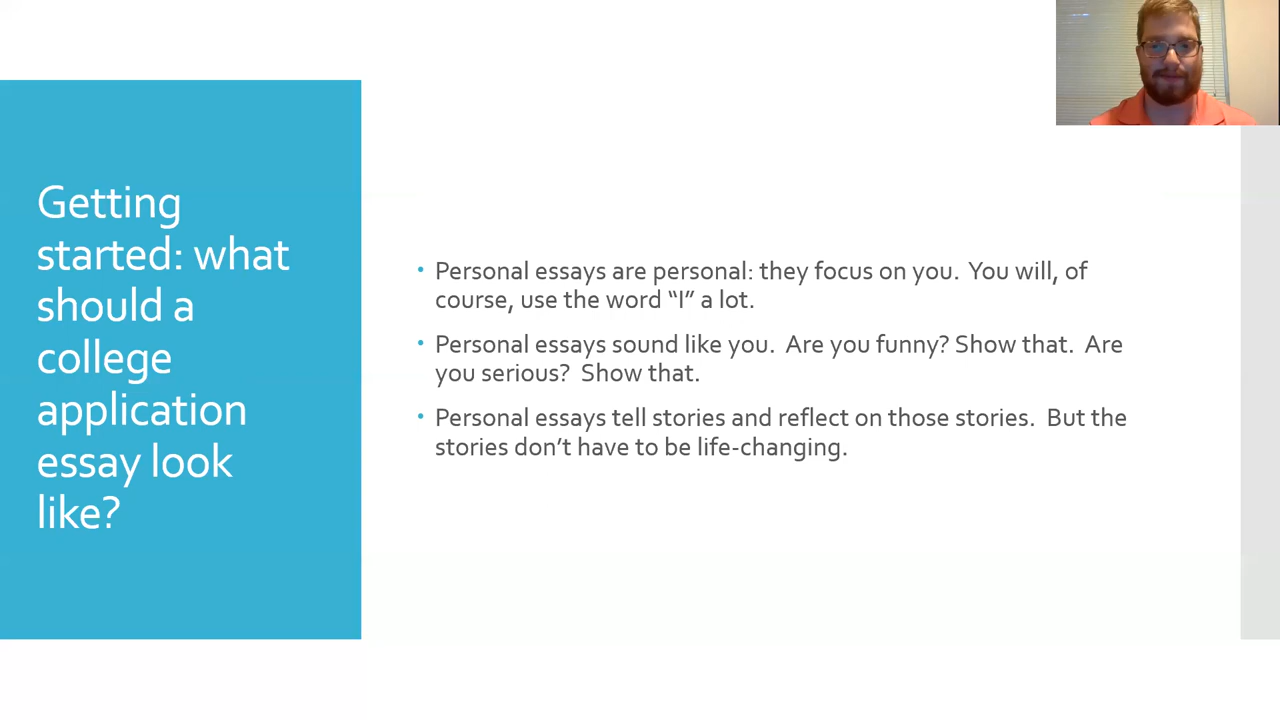 Getting
started: what
should a
college
application
essay look
like?
• Personal essays are personal: they focus on you.  You will, of
course, use the word “I” a lot.
• Personal essays sound like you.  Are you funny? Show that.  Are
you serious?  Show that.
• Personal essays tell stories and reflect on those stories.  But the
stories don’t have to be life-changing.